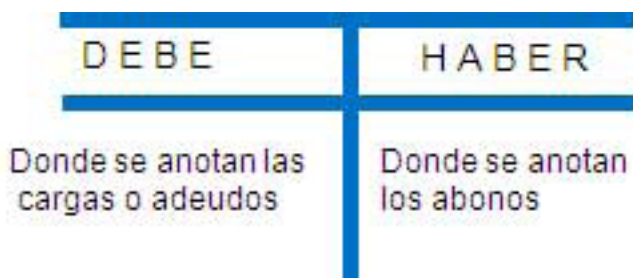 DEBE
HABER
Donde se anotan las
cargas o adeudos
Donde se anotan
los abonos